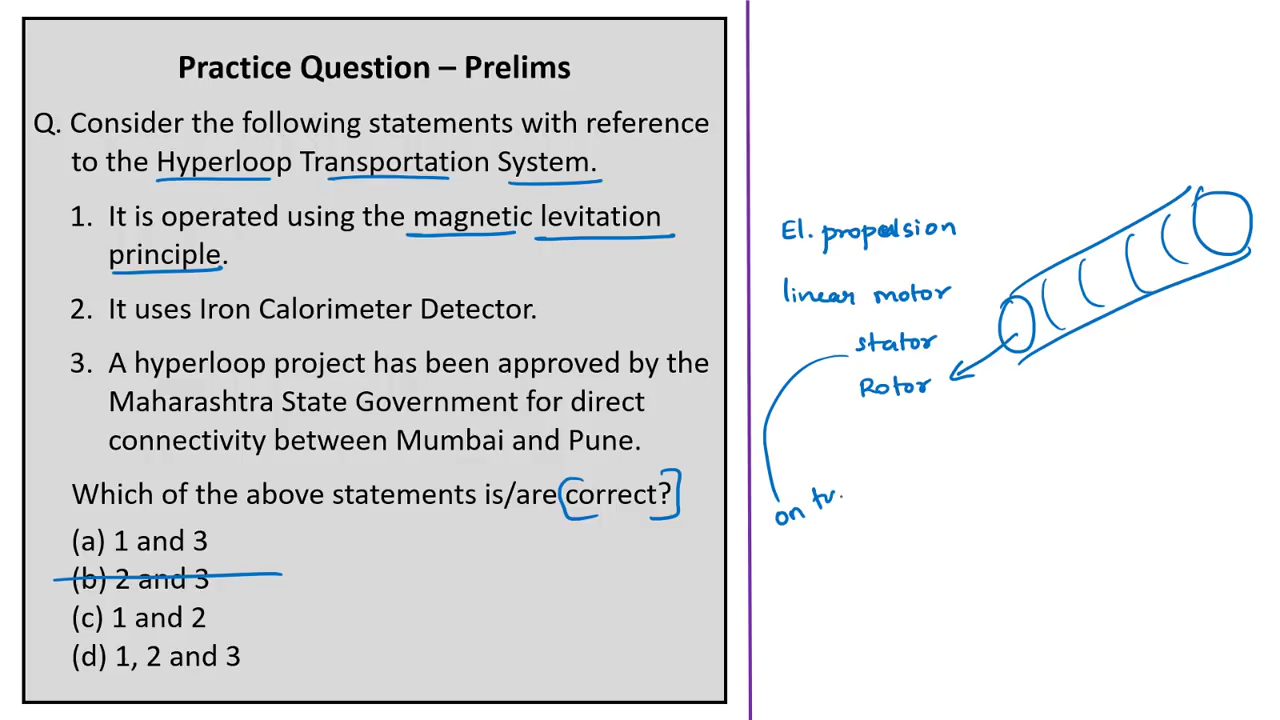 Practice Question – Prelims
Q. Consider the following statements with reference
to the Hyperloop Transportation System.
1. It is operated using the magnetic levitation
principle.
2. It uses Iron Calorimeter Detector.
3. A hyperloop project has been approved by the
Maharashtra State Government for direct
connectivity between Mumbai and Pune.
Which of the above statements is/are correct?
(a) 1 and 3
(b) 2 and 3
(c) 1 and 2
(d) 1, 2 and 3
El. propulsion
linear motor
stator
Rotor
on tr